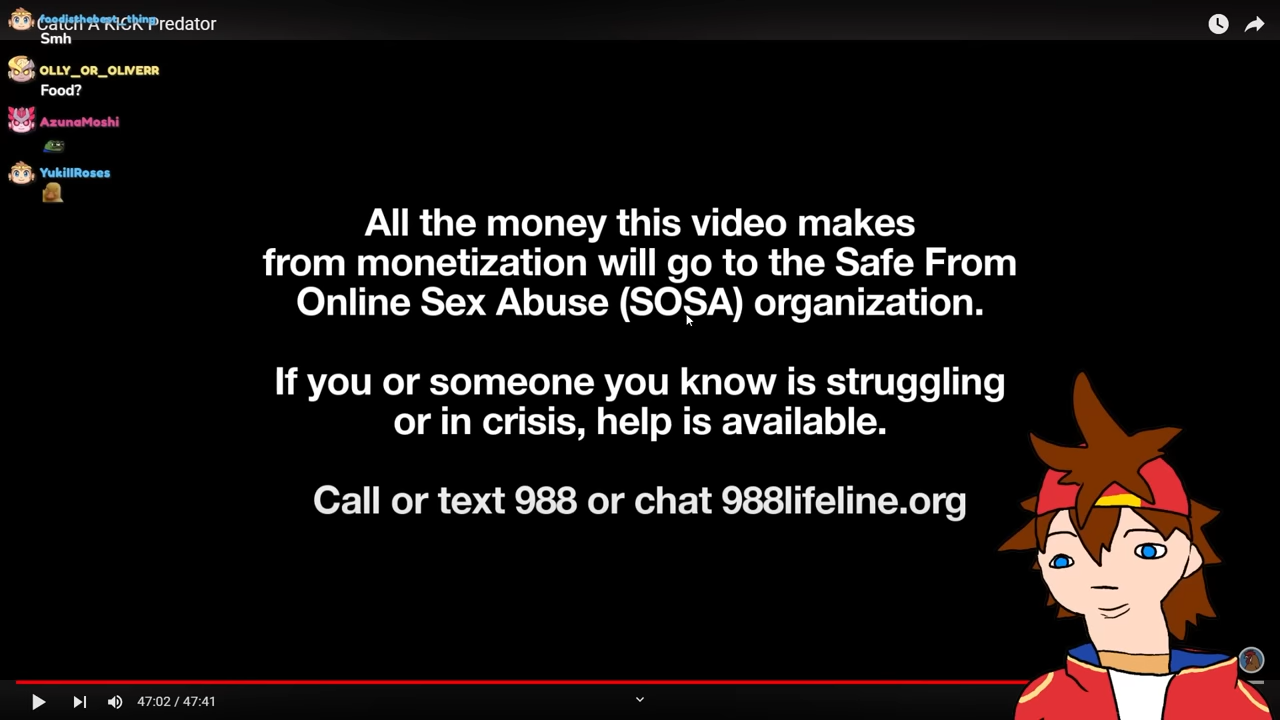 Catch A KICK Predator
foodisthebest_thing
Smh
OLLY_OR_OLIVERR
Food?
AzunaMoshi
YukiIIRoses
All the money this video makes
from monetization will go to the Safe From
Online Sex Abuse (SOSA) organization.
If you or someone you know is struggling
or in crisis, help is available.
Call or text 988 or chat 988lifeline.org
47:02 / 47:41